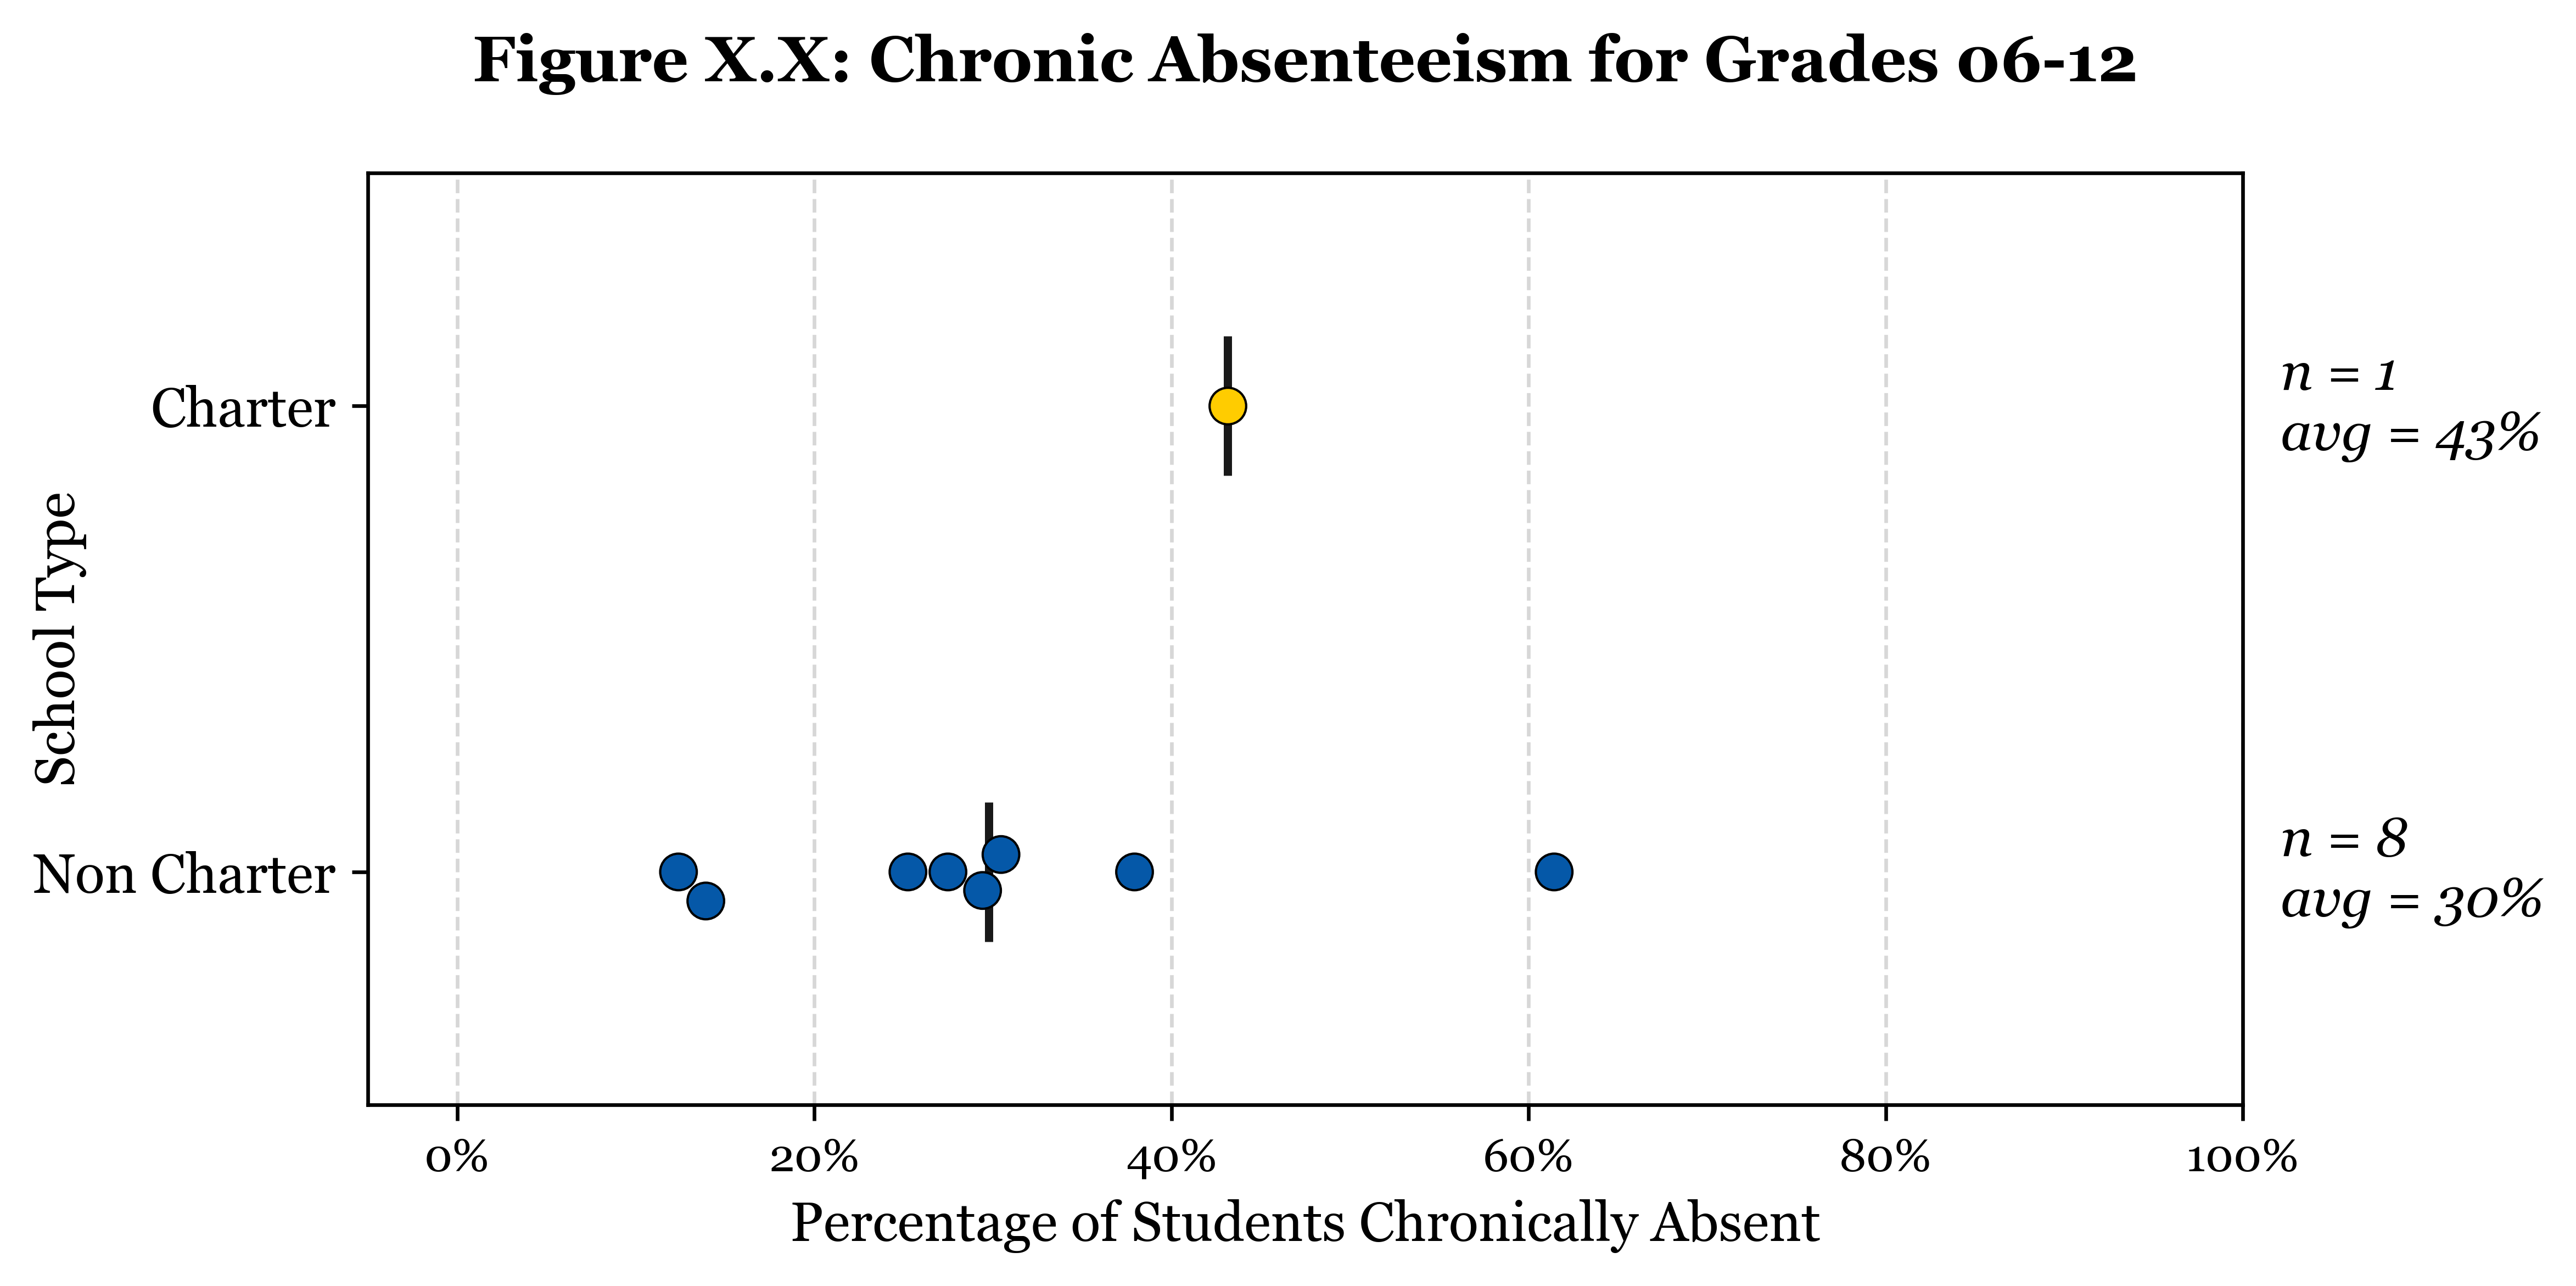 Figure X.X: Chronic Absenteeism for Grades 06-12
School Type
Charter
n = 1
avg = 43%
Non Charter
n = 8
avg = 30%
0% 20% 40% 60% 80% 100%
Percentage of Students Chronically Absent